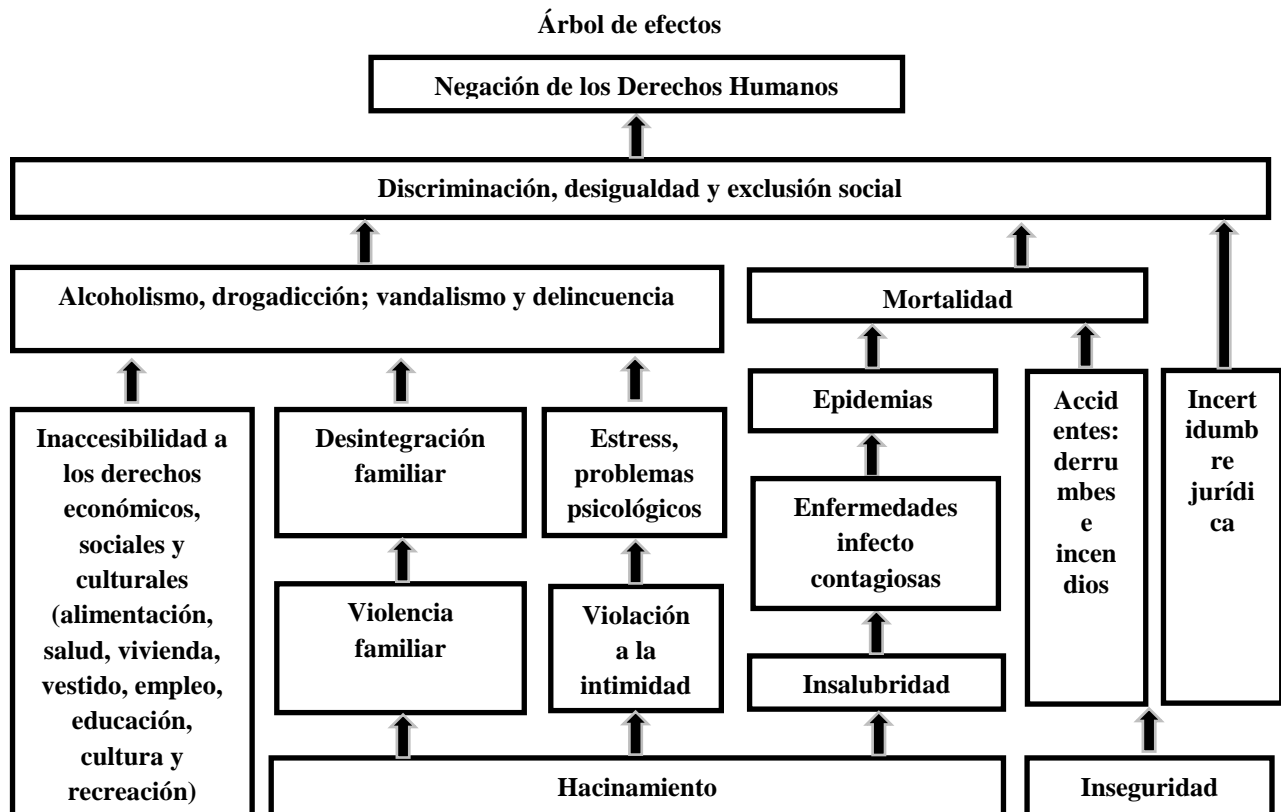 Árbol de efectos
Negación de los Derechos Humanos
Discriminación, desigualdad y exclusión social
Alcoholismo, drogadicción; vandalismo y delincuencia
Mortalidad
Inaccesibilidad a
los derechos
económicos,
sociales y
culturales
(alimentación,
salud, vivienda,
vestido, empleo,
educación,
cultura y
recreación)
Desintegración
familiar
Violencia
familiar
Estress,
problemas
psicológicos
Violación
a la
intimidad
Epidemias
Enfermedades
infecto
contagiosas
Insalubridad
Accid
entes:
derru
mbes
e
incen
dios
Incert
idumb
re
jurídi
ca
Hacinamiento
Inseguridad